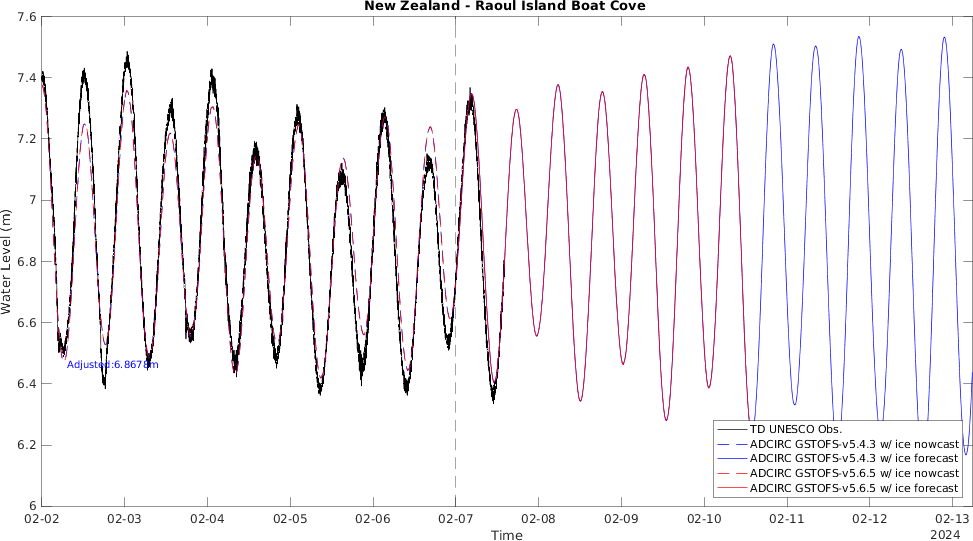 New Zealand - Raoul Island Boat Cove
7.6
7.4
7.2
7
6.8
6.6
6.4
6.2
6
Water Level (m)
Adjusted:6.8678m
TD UNESCO Obs.
ADCIRC GSTOFS-v5.4.3 w/ ice nowcast
ADCIRC GSTOFS-v5.4.3 w/ ice forecast
ADCIRC GSTOFS-v5.6.5 w/ ice nowcast
ADCIRC GSTOFS-v5.6.5 w/ ice forecast
02-02 02-03 02-04 02-05 02-06 02-07 02-08 02-09 02-10 02-11 02-12 02-13
Time 2024